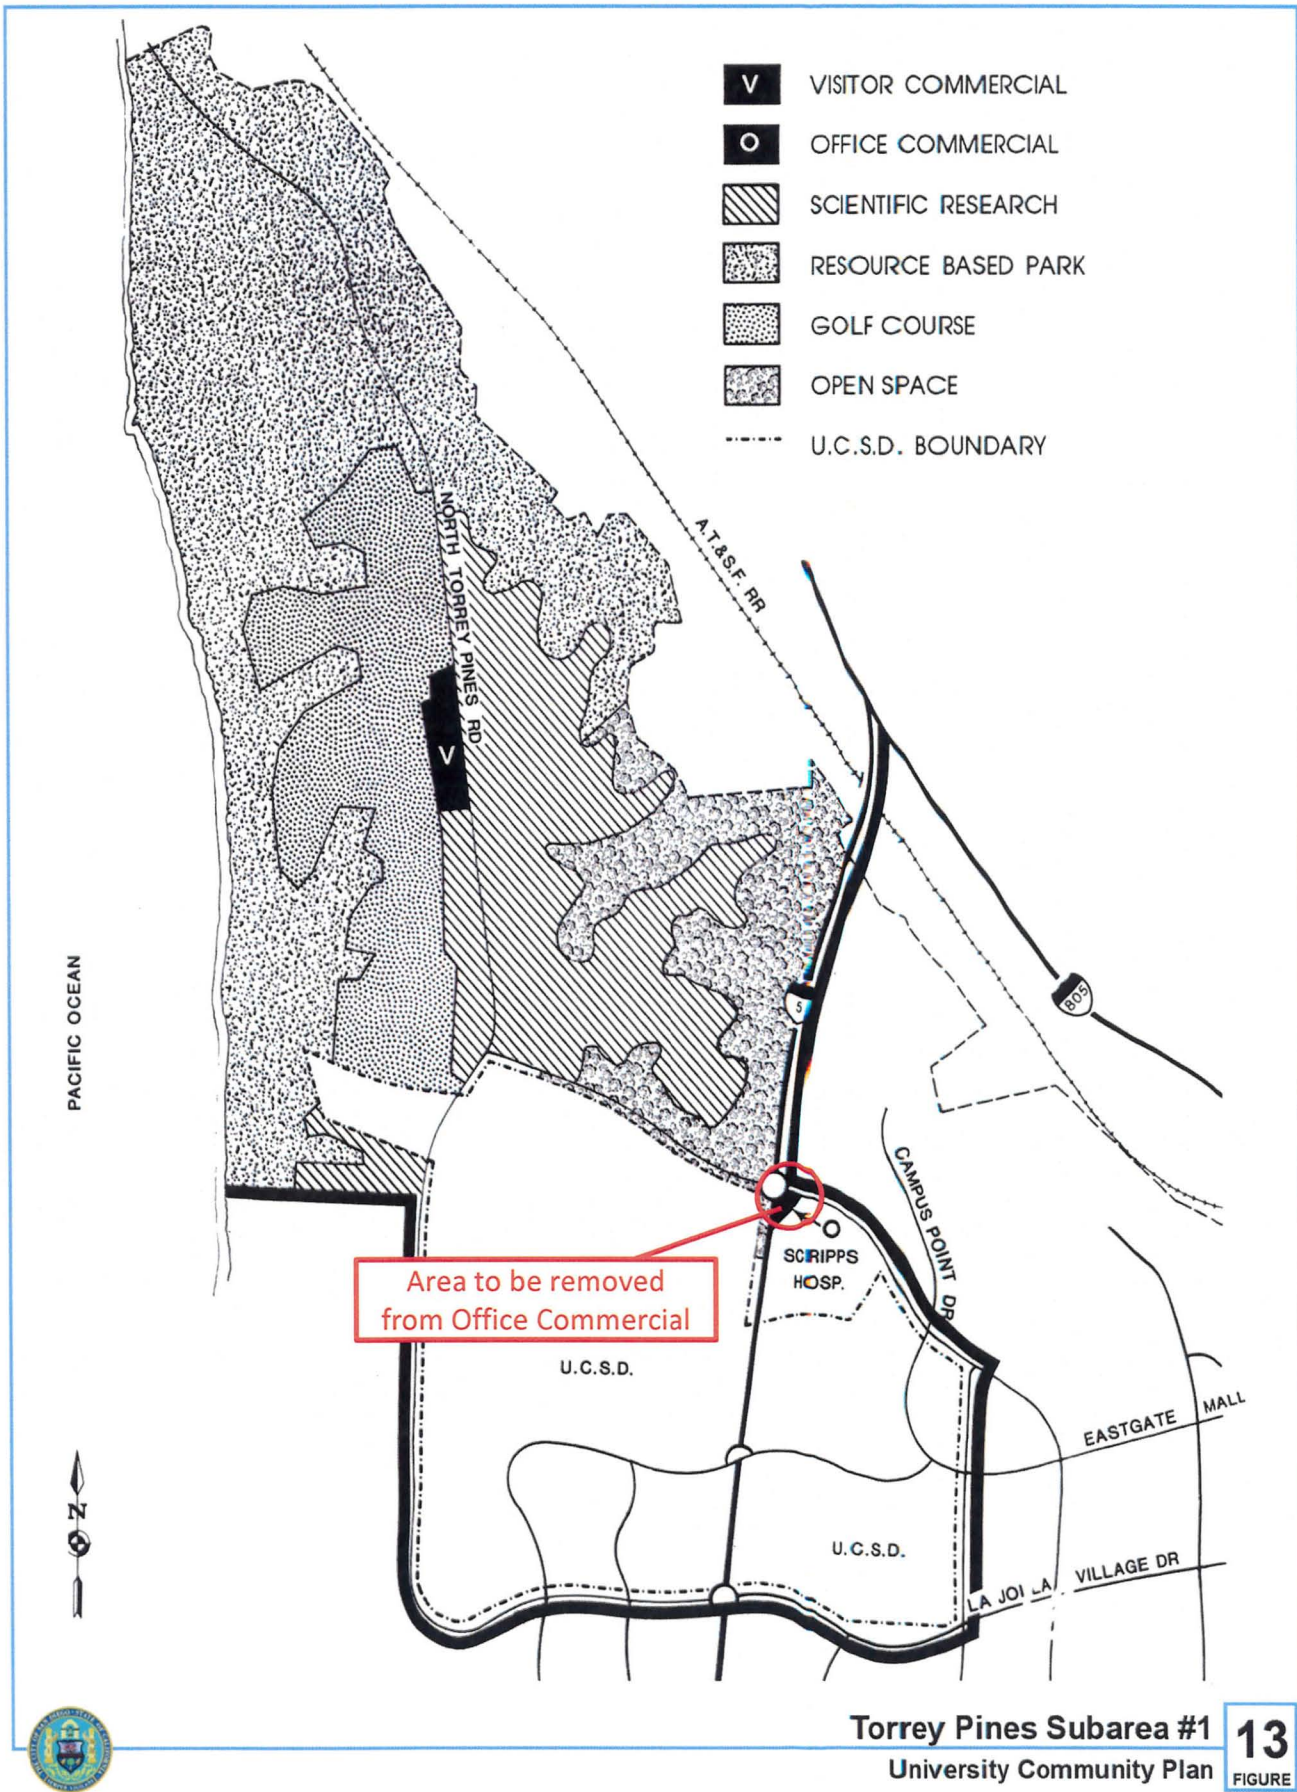 V VISITOR COMMERCIAL
O OFFICE COMMERCIAL
SCIENTIFIC RESEARCH
RESOURCE BASED PARK
GOLF COURSE
OPEN SPACE
U.C.S.D. BOUNDARY
A.T.&S.F. RR
NORTH TORREY PINES RD
V
5
805
PACIFIC OCEAN
CAMPUS POINT DR
O
SCRIPPS
HOSP.
Area to be removed
from Office Commercial
U.C.S.D.
EASTGATE MALL
U.C.S.D.
LA JOLLA VILLAGE DR
N
Torrey Pines Subarea #1
University Community Plan
13
FIGURE